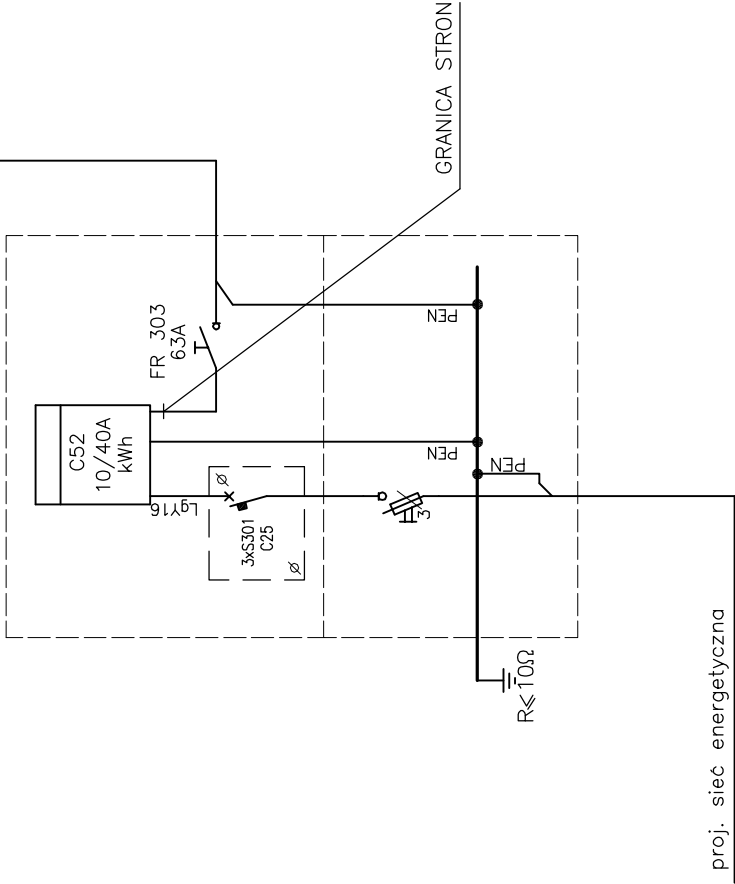 GRANICA STRON
FR 303
63A
C52
10/40A
kWh
PEN
PEN
PEN
LgY16
Ø
3xS301
C25
Ø
3
R⩽10Ω
proj. sieć energetyczna